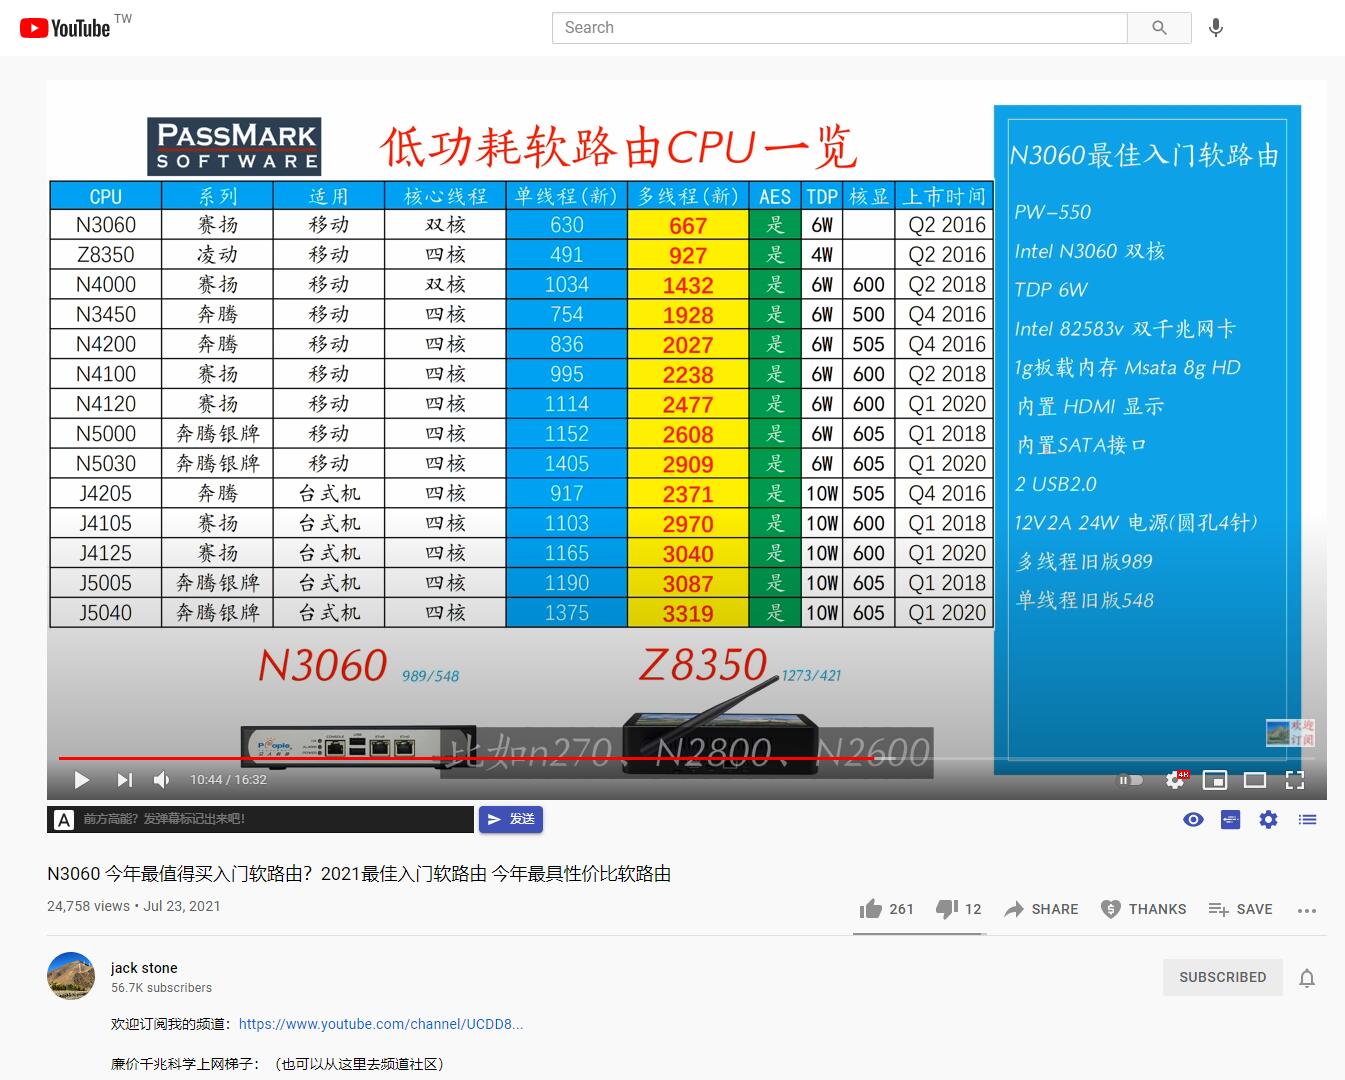 YouTube TW
Search
PASSMARK
SOFTWARE
低功耗软路由CPU一览
CPU 系列 适用 核心线程 单线程(新) 多线程(新) AES TDP 核显 上市时间
N3060 赛扬 移动 双核 630 667 是 6W Q2 2016
Z8350 凌动 移动 四核 491 927 是 4W Q2 2016
N4000 赛扬 移动 双核 1034 1432 是 6W 600 Q2 2018
N3450 奔腾 移动 四核 754 1928 是 6W 500 Q4 2016
N4200 奔腾 移动 四核 836 2027 是 6W 505 Q4 2016
N4100 赛扬 移动 四核 995 2238 是 6W 600 Q2 2018
N4120 赛扬 移动 四核 1114 2477 是 6W 600 Q1 2020
N5000 奔腾银牌 移动 四核 1152 2608 是 6W 605 Q1 2018
N5030 奔腾银牌 移动 四核 1405 2909 是 6W 605 Q1 2020
J4205 奔腾 台式机 四核 917 2371 是 10W 505 Q4 2016
J4105 赛扬 台式机 四核 1103 2970 是 10W 600 Q1 2018
J4125 赛扬 台式机 四核 1165 3040 是 10W 600 Q1 2020
J5005 奔腾银牌 台式机 四核 1190 3087 是 10W 605 Q1 2018
J5040 奔腾银牌 台式机 四核 1375 3319 是 10W 605 Q1 2020
N3060最佳入门软路由
PW-550
Intel N3060 双核
TDP 6W
Intel 82583v 双千兆网卡
1g板载内存 Msata 8g HD
内置 HDMI 显示
内置SATA接口
2 USB2.0
12V2A 24W 电源(圆孔4针)
多线程旧版989
单线程旧版548
N3060 989/548
Z8350 1273/421
欢迎
订阅
People
CONSOLE USB
比如n270、N2800、N2600
10:44 / 16:32
4K
A 前方高能？发弹幕标记出来吧！
发送
N3060 今年最值得买入门软路由？2021最佳入门软路由 今年最具性价比软路由
24,758 views • Jul 23, 2021
261 12 SHARE THANKS SAVE
jack stone
56.7K subscribers
SUBSCRIBED
欢迎订阅我的频道：https://www.youtube.com/channel/UCDD8...
廉价千兆科学上网梯子：（也可以从这里去频道社区）